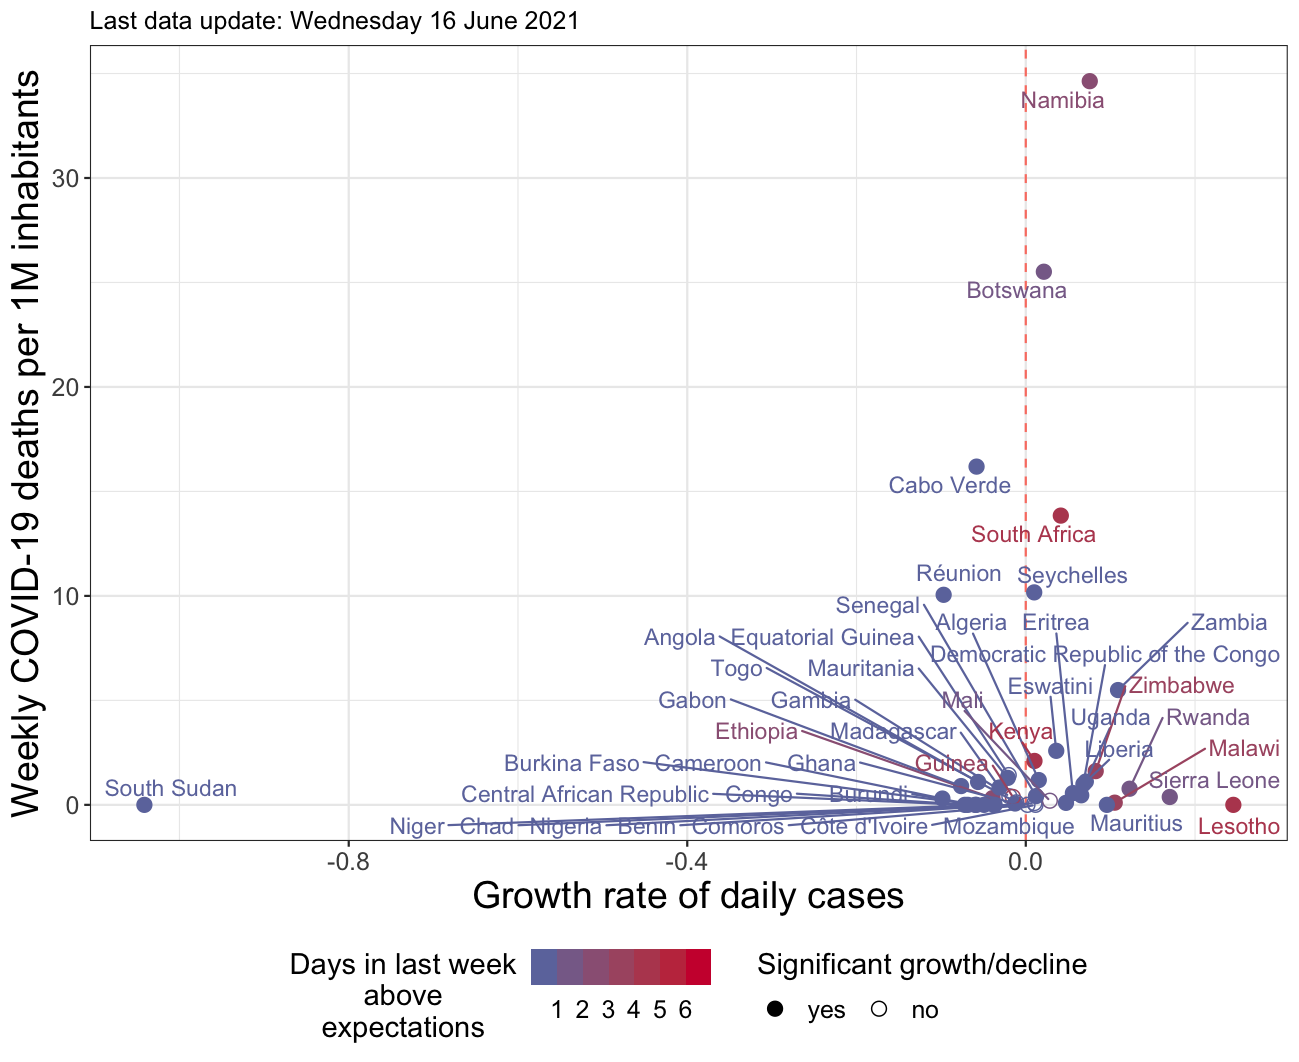 Last data update: Wednesday 16 June 2021
Weekly COVID-19 deaths per 1M inhabitants
30
20
10
0
Namibia
Botswana
Cabo Verde
South Africa
Réunion Seychelles
Senegal
Algeria Eritrea Zambia
Angola Equatorial Guinea
Democratic Republic of the Congo
Togo Mauritania
Eswatini Zimbabwe
Gabon Gambia Mali
Uganda Rwanda
Ethiopia Madagascar Kenya
Liberia Malawi
Burkina Faso Cameroon Ghana Guinea
South Sudan Sierra Leone
Central African Republic Congo Burundi
Niger Chad Nigeria Benin Comoros Côte d'Ivoire Mozambique Mauritius Lesotho
-0.8 -0.4 0.0
Growth rate of daily cases
Days in last week
above
expectations
1 2 3 4 5 6
Significant growth/decline
yes no